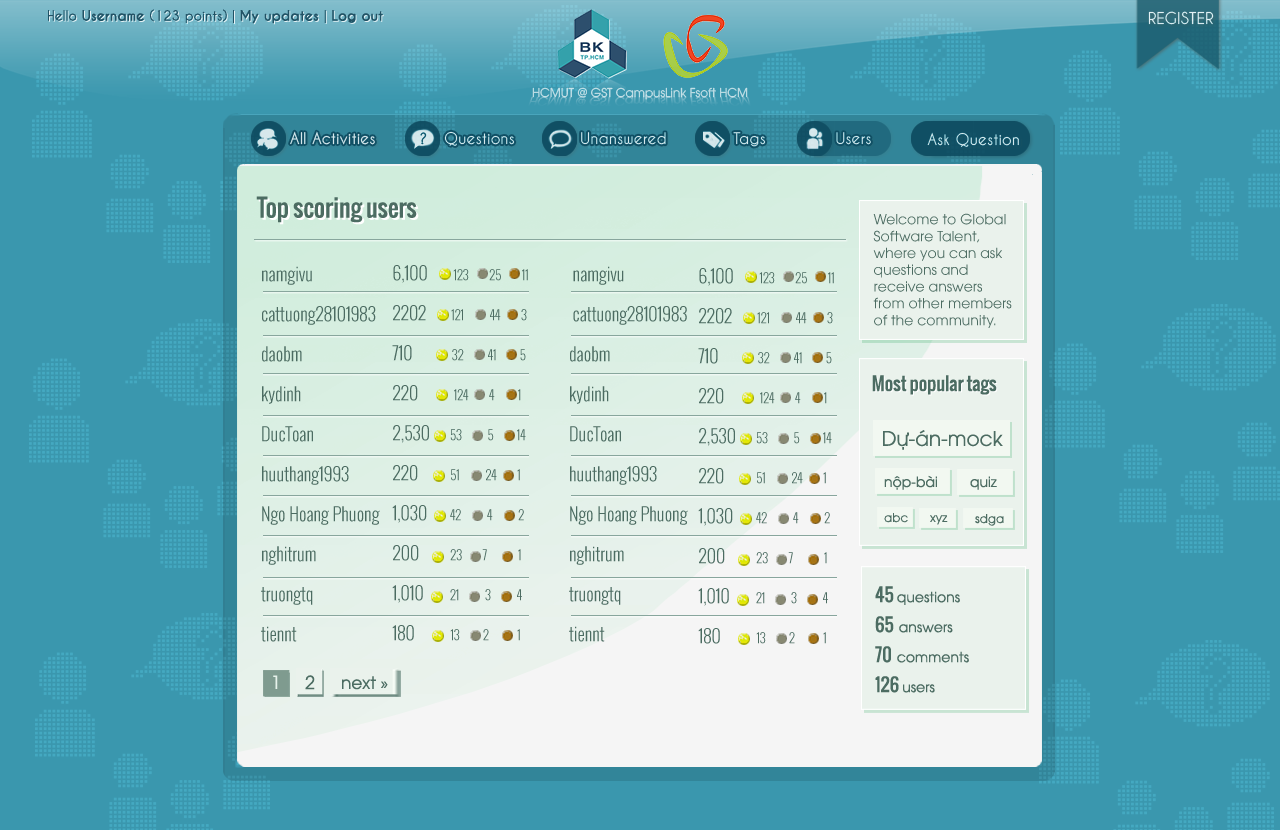 Hello Username (123 points) | My updates | Log out
REGISTER
BK
TP.HCM
HCMUT @ GST CampusLink Fsoft HCM
All Activities Questions Unanswered Tags Users Ask Question
Top scoring users
namgivu 6,100 123 25 11
cattuong28101983 2202 121 44 3
daobm 710 32 41 5
kydinh 220 124 4 1
DucToan 2,530 53 5 14
huuthang1993 220 51 24 1
Ngo Hoang Phuong 1,030 42 4 2
nghitrum 200 23 7 1
truongtq 1,010 21 3 4
tiennt 180 13 2 1
namgivu 6,100 123 25 11
cattuong28101983 2202 121 44 3
daobm 710 32 41 5
kydinh 220 124 4 1
DucToan 2,530 53 5 14
huuthang1993 220 51 24 1
Ngo Hoang Phuong 1,030 42 4 2
nghitrum 200 23 7 1
truongtq 1,010 21 3 4
tiennt 180 13 2 1
1 2 next »
Welcome to Global
Software Talent,
where you can ask
questions and
receive answers
from other members
of the community.
Most popular tags
Dự-án-mock
nộp-bài quiz
abc xyz sdga
45 questions
65 answers
70 comments
126 users